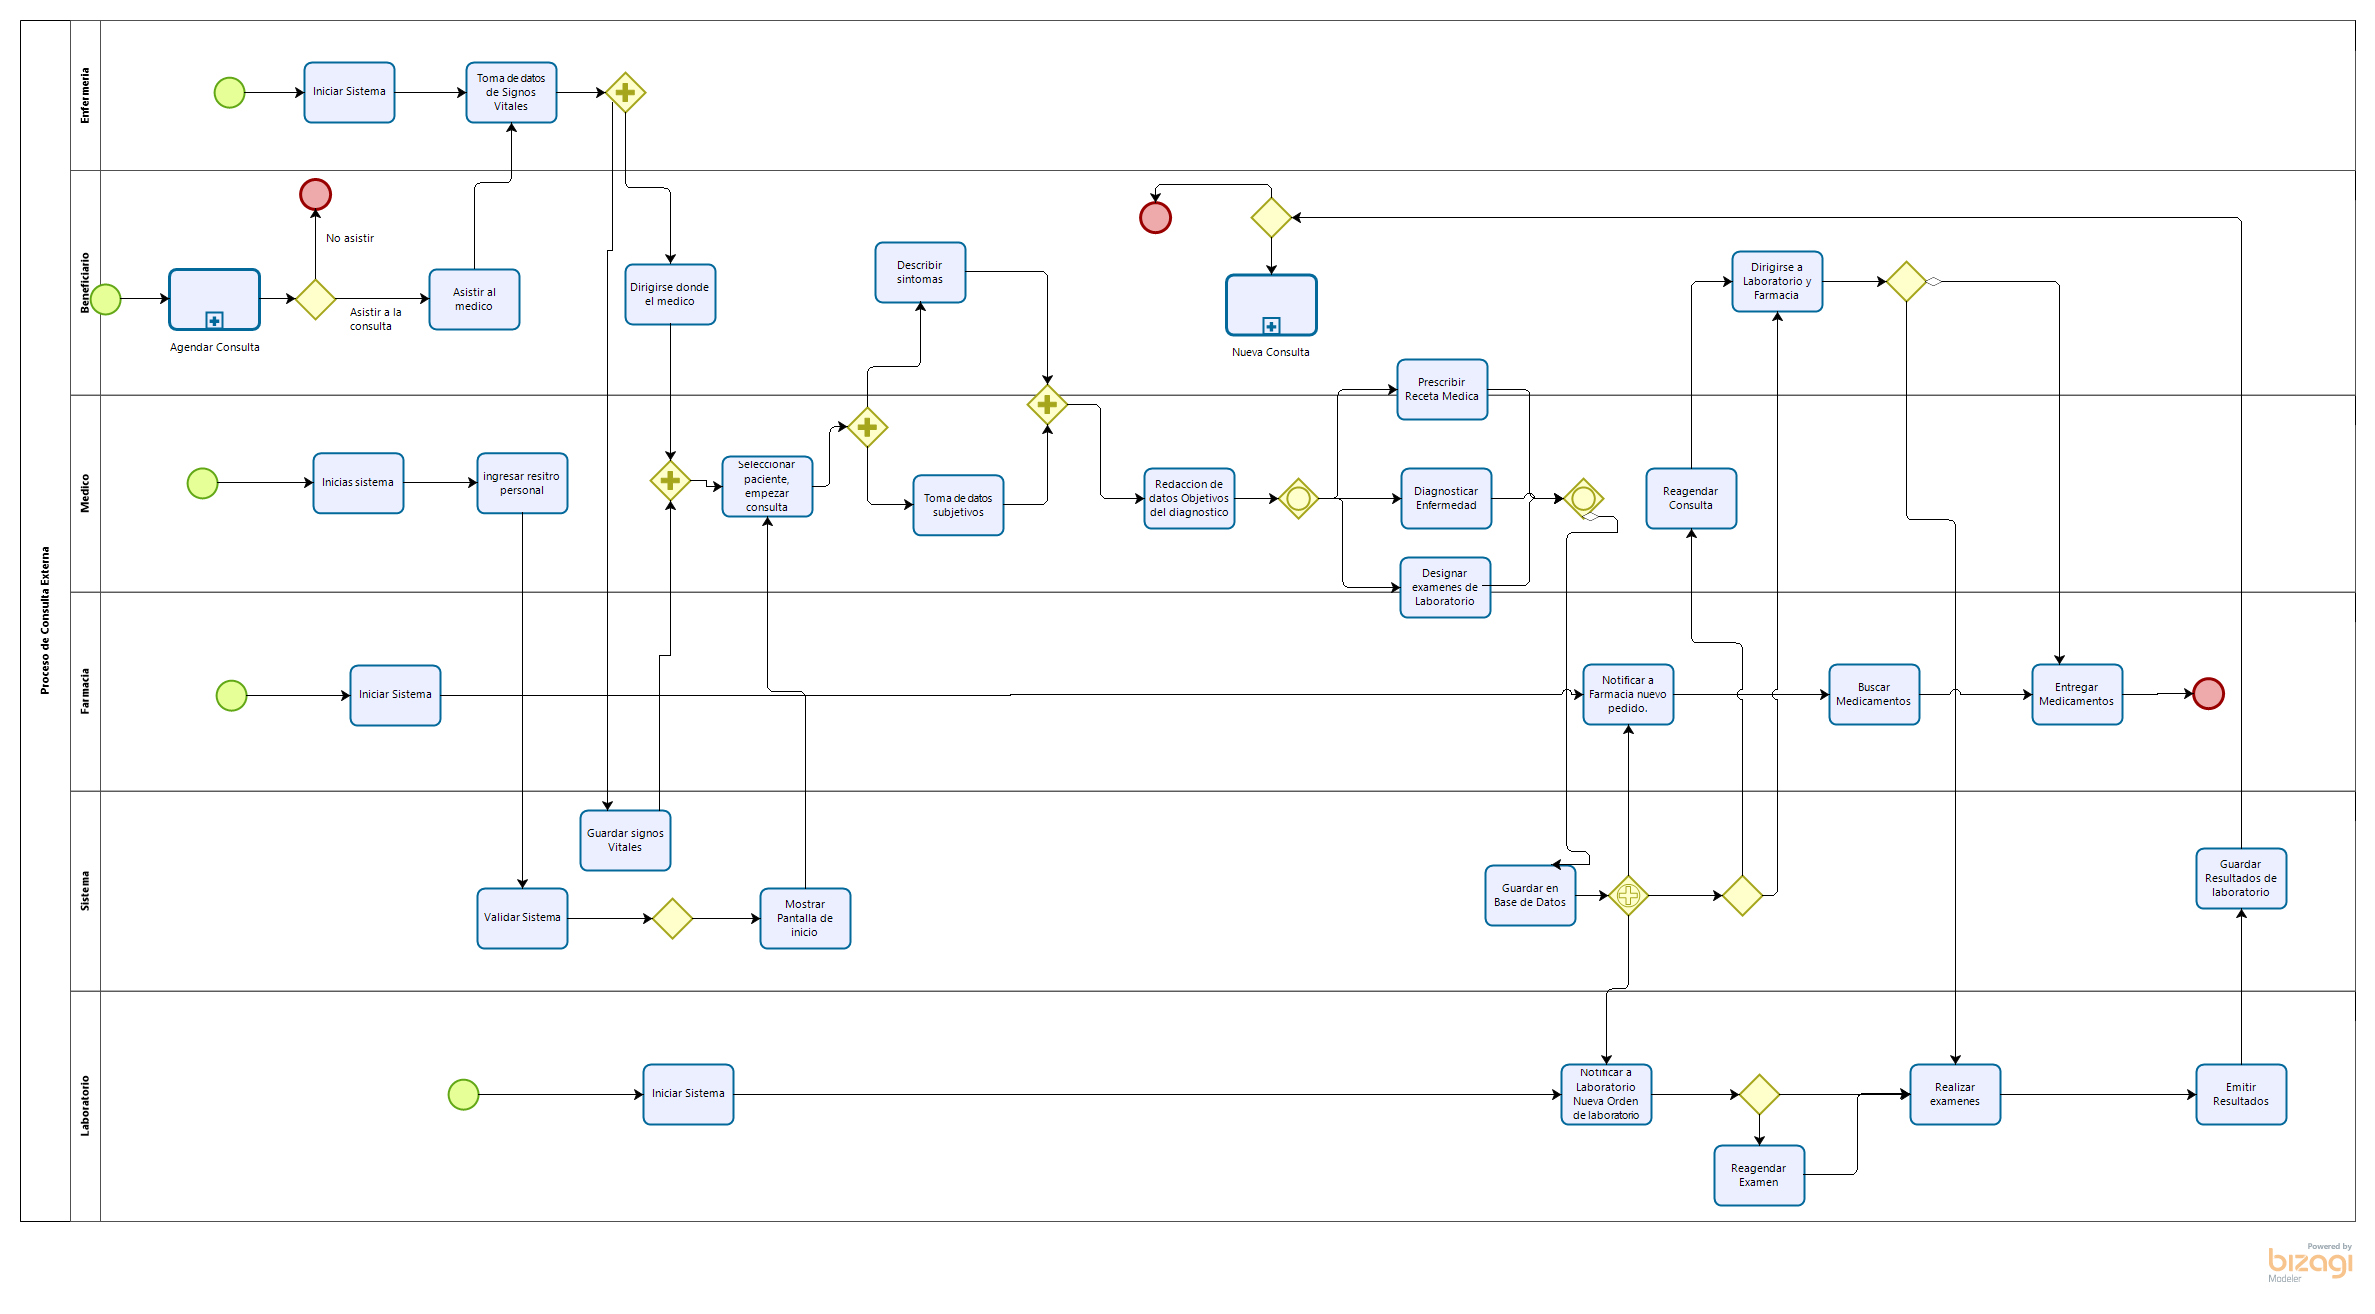 Proceso de Consulta Externa
Enfermeria
Iniciar Sistema
Toma de datos
de Signos
Vitales
Beneficiario
No asistir
Agendar Consulta
Asistir a la
consulta
Asistir al
medico
Dirigirse donde
el medico
Describir
sintomas
Nueva Consulta
Prescribir
Receta Medica
Dirigirse a
Laboratorio y
Farmacia
Medico
Inicias sistema
ingresar resitro
personal
Seleccionar
paciente,
empezar
consulta
Toma de datos
subjetivos
Redaccion de
datos Objetivos
del diagnostico
Diagnosticar
Enfermedad
Designar
examenes de
Laboratorio
Reagendar
Consulta
Farmacia
Iniciar Sistema
Notificar a
Farmacia nuevo
pedido.
Buscar
Medicamentos
Entregar
Medicamentos
Sistema
Guardar signos
Vitales
Validar Sistema
Mostrar
Pantalla de
inicio
Guardar en
Base de Datos
Guardar
Resultados de
laboratorio
Laboratorio
Iniciar Sistema
Notificar a
Laboratorio
Nueva Orden
de laboratorio
Reagendar
Examen
Realizar
examenes
Emitir
Resultados
Powered by
bizagi
Modeler